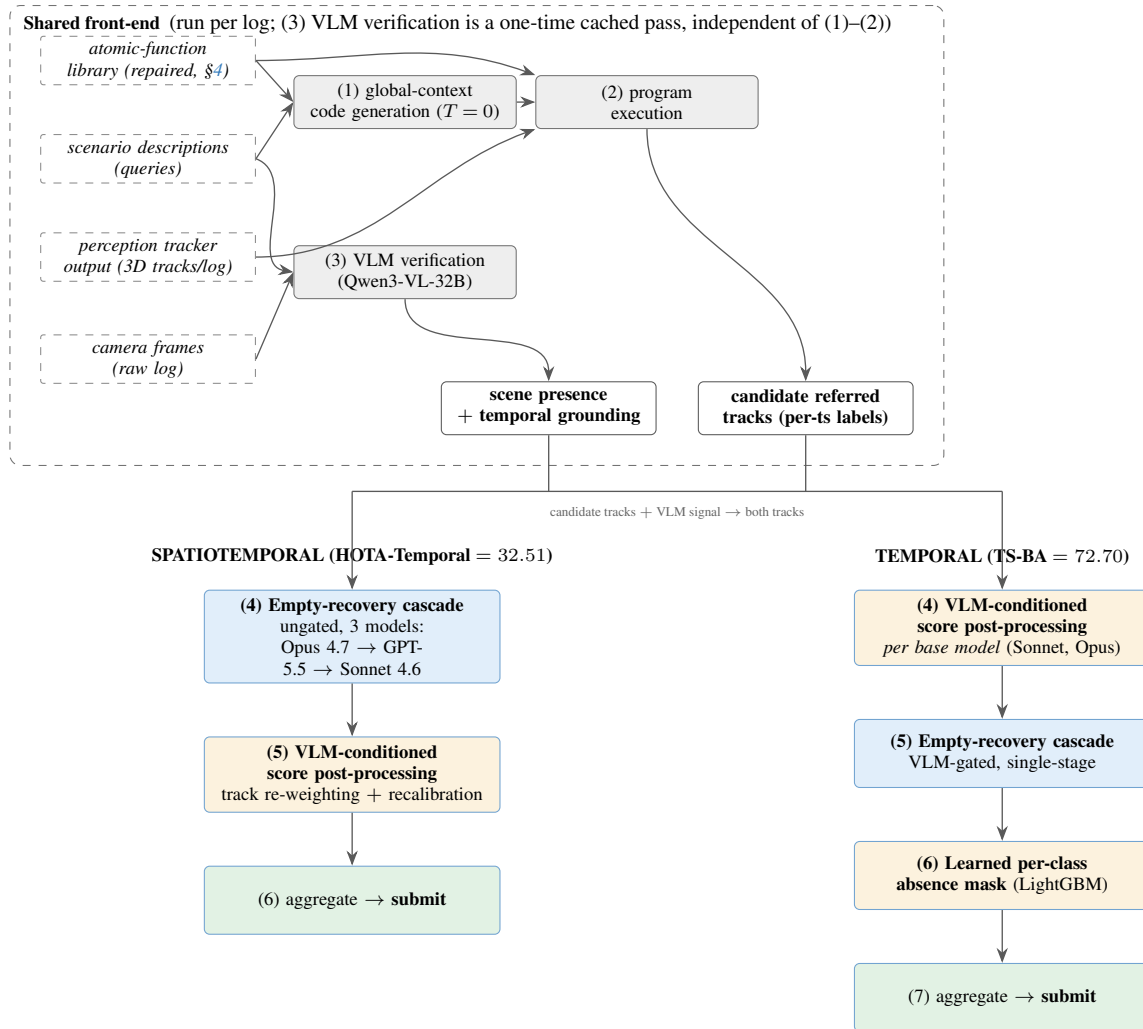 Shared front-end (run per log; (3) VLM verification is a one-time cached pass, independent of (1)–(2))
atomic-function
library (repaired, §4)
(1) global-context
code generation (T = 0)
(2) program
execution
scenario descriptions
(queries)
perception tracker
output (3D tracks/log)
(3) VLM verification
(Qwen3-VL-32B)
camera frames
(raw log)
scene presence
+ temporal grounding
candidate referred
tracks (per-ts labels)
candidate tracks + VLM signal → both tracks
SPATIOTEMPORAL (HOTA-Temporal = 32.51)
(4) Empty-recovery cascade
ungated, 3 models:
Opus 4.7 → GPT-
5.5 → Sonnet 4.6
(5) VLM-conditioned
score post-processing
track re-weighting + recalibration
(6) aggregate → submit
TEMPORAL (TS-BA = 72.70)
(4) VLM-conditioned
score post-processing
per base model (Sonnet, Opus)
(5) Empty-recovery cascade
VLM-gated, single-stage
(6) Learned per-class
absence mask (LightGBM)
(7) aggregate → submit